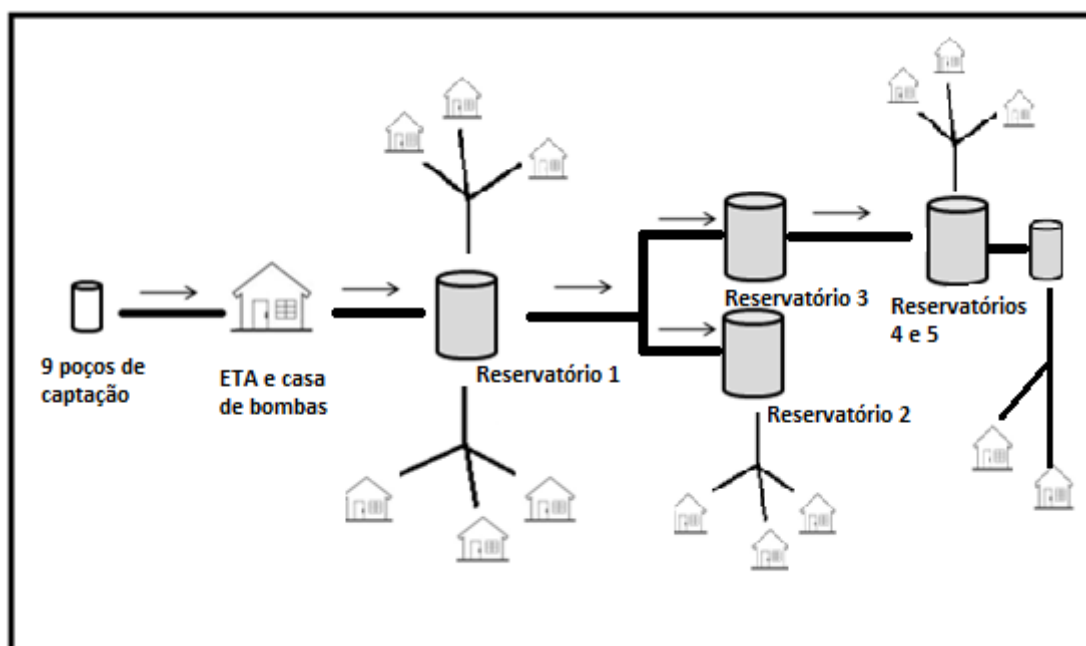 9 poços de
captação
ETA e casa
de bombas
Reservatório 1
Reservatório 3
Reservatório 2
Reservatórios
4 e 5